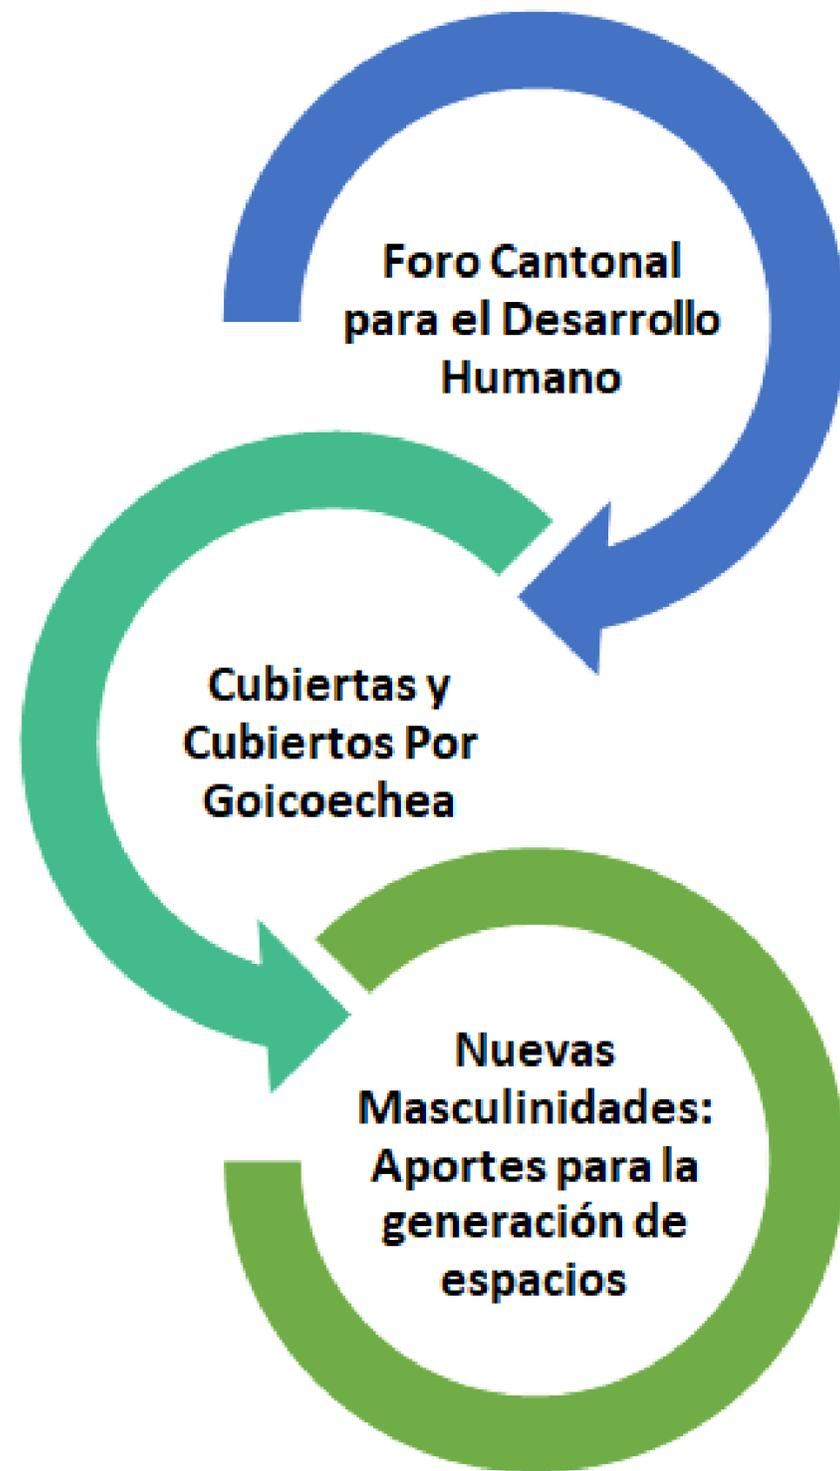 Foro Cantonal
para el Desarrollo
Humano
Cubiertas y
Cubiertos Por
Goicoechea
Nuevas
Masculinidades:
Aportes para la
generación de
espacios